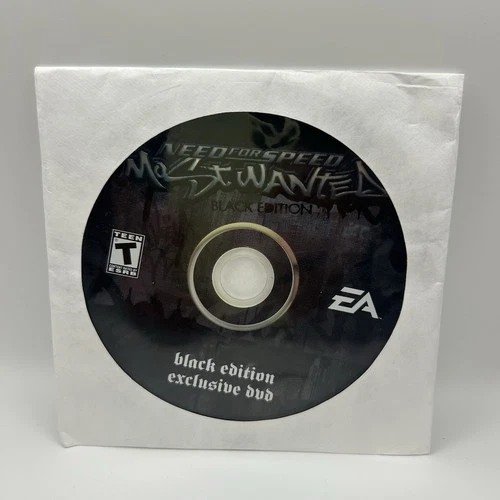 NEED FOR SPEED
MOST WANTED
BLACK EDITION
TEEN
T
ESRB
EA
black edition
exclusive dvd